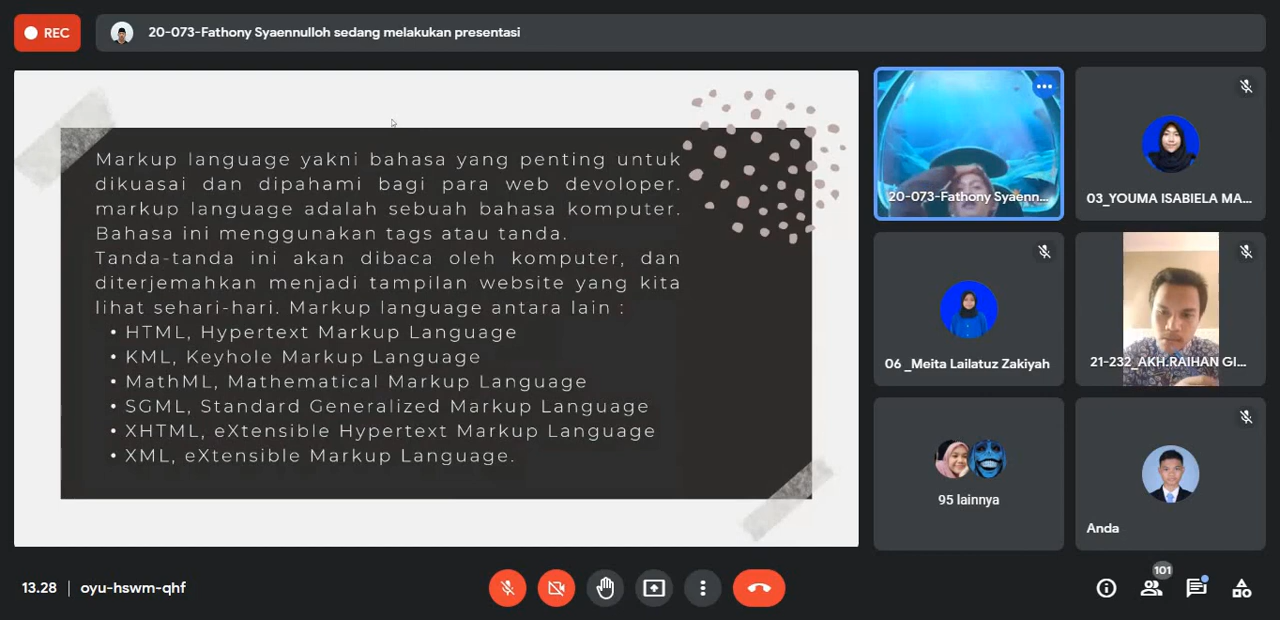 REC
20-073-Fathony Syaennulloh sedang melakukan presentasi
Markup language yakni bahasa yang penting untuk
dikuasai dan dipahami bagi para web devoloper.
markup language adalah sebuah bahasa komputer.
Bahasa ini menggunakan tags atau tanda.
Tanda-tanda ini akan dibaca oleh komputer, dan
diterjemahkan menjadi tampilan website yang kita
lihat sehari-hari. Markup language antara lain :
• HTML, Hypertext Markup Language
• KML, Keyhole Markup Language
• MathML, Mathematical Markup Language
• SGML, Standard Generalized Markup Language
• XHTML, eXtensible Hypertext Markup Language
• XML, eXtensible Markup Language.
20-073-Fathony Syaenn...
03_YOUMA ISABIELA MA...
06 _Meita Lailatuz Zakiyah
21-232_AKH.RAIHAN GI...
95 lainnya
Anda
13.28 | oyu-hswm-qhf
101